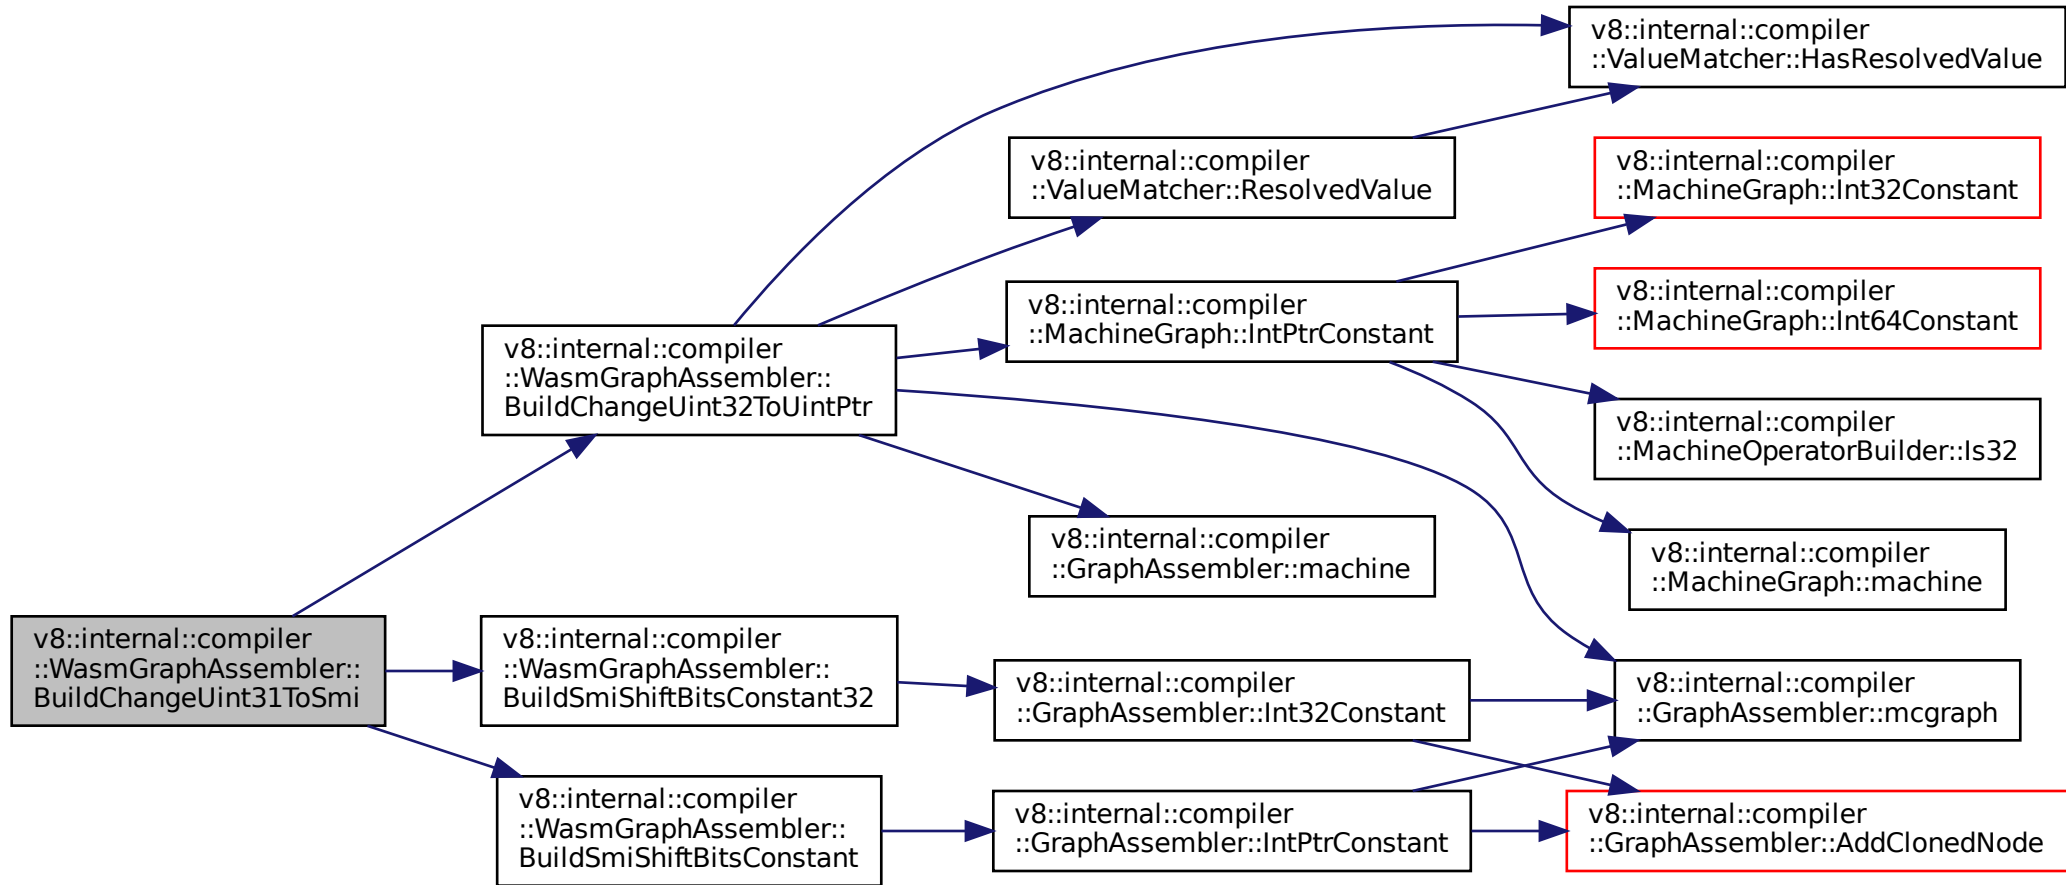 v8::internal::compiler
::ValueMatcher::HasResolvedValue
v8::internal::compiler
::ValueMatcher::ResolvedValue
v8::internal::compiler
::MachineGraph::Int32Constant
v8::internal::compiler
::MachineGraph::IntPtrConstant
v8::internal::compiler
::MachineGraph::Int64Constant
v8::internal::compiler
::WasmGraphAssembler::
BuildChangeUint32ToUintPtr
v8::internal::compiler
::MachineOperatorBuilder::Is32
v8::internal::compiler
::GraphAssembler::machine
v8::internal::compiler
::MachineGraph::machine
v8::internal::compiler
::WasmGraphAssembler::
BuildChangeUint31ToSmi
v8::internal::compiler
::WasmGraphAssembler::
BuildSmiShiftBitsConstant32
v8::internal::compiler
::GraphAssembler::Int32Constant
v8::internal::compiler
::GraphAssembler::mcgraph
v8::internal::compiler
::WasmGraphAssembler::
BuildSmiShiftBitsConstant
v8::internal::compiler
::GraphAssembler::IntPtrConstant
v8::internal::compiler
::GraphAssembler::AddClonedNode